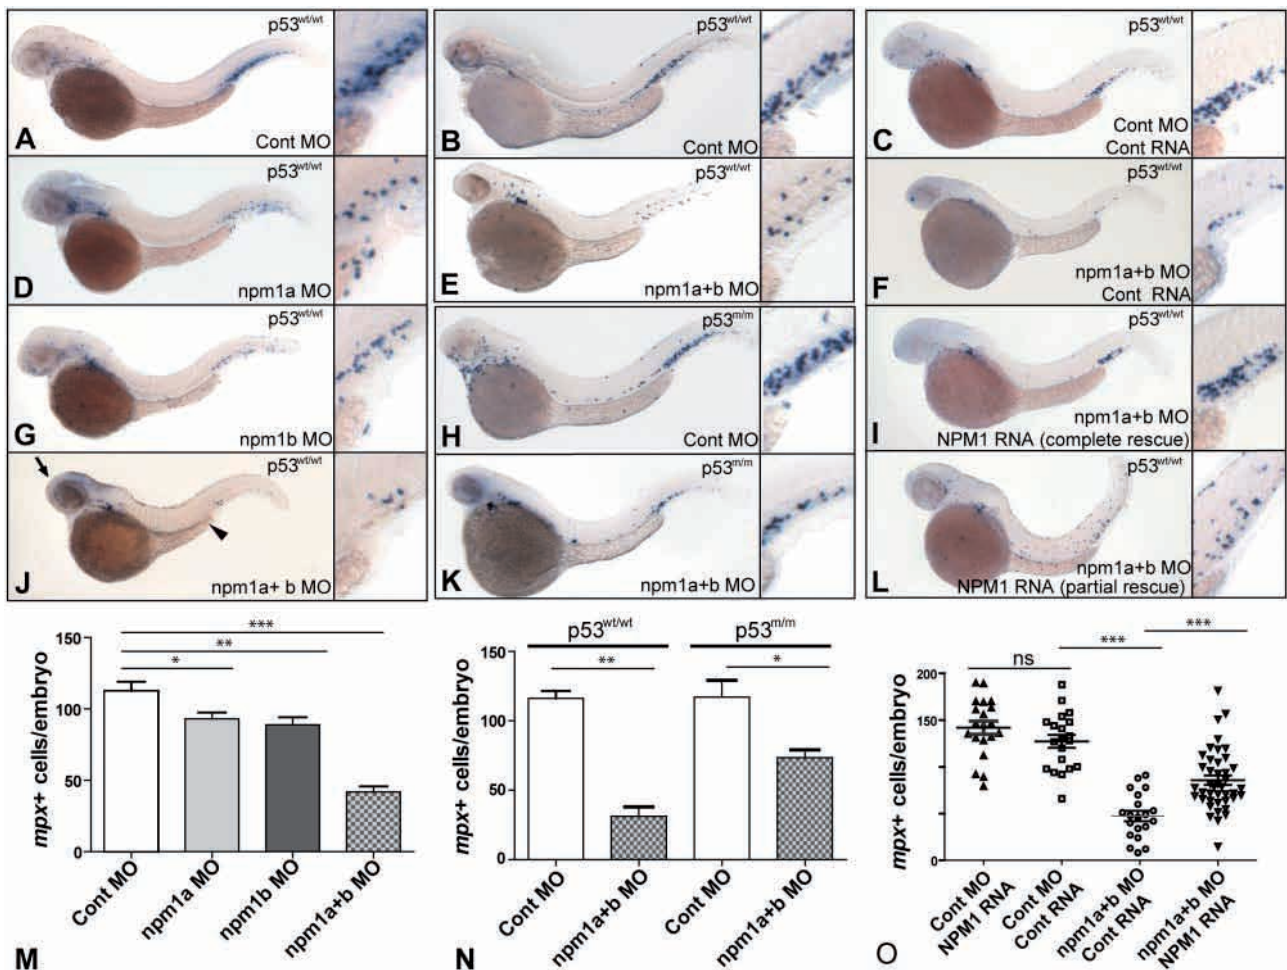 p53wt/wt
A
Cont MO
p53wt/wt
B
Cont MO
p53wt/wt
C
Cont MO
Cont RNA
p53wt/wt
D
npm1a MO
p53wt/wt
E
npm1a+b MO
p53wt/wt
F
npm1a+b MO
Cont RNA
p53wt/wt
G
npm1b MO
p53m/m
H
Cont MO
p53wt/wt
I
npm1a+b MO
NPM1 RNA (complete rescue)
p53wt/wt
J
npm1a+ b MO
p53m/m
K
npm1a+b MO
p53wt/wt
L
npm1a+b MO
NPM1 RNA (partial rescue)
mpx+ cells/embryo
150
100
50
0
***
**
*
Cont MO
npm1a MO
npm1b MO
npm1a+b MO
M
p53wt/wt
p53m/m
mpx+ cells/embryo
150
100
50
0
**
*
Cont MO
npm1a+b MO
Cont MO
npm1a+b MO
N
mpx+ cells/embryo
200
150
100
50
0
ns
***
***
Cont MO
NPM1 RNA
Cont MO
Cont RNA
npm1a+b MO
Cont RNA
npm1a+b MO
NPM1 RNA
O